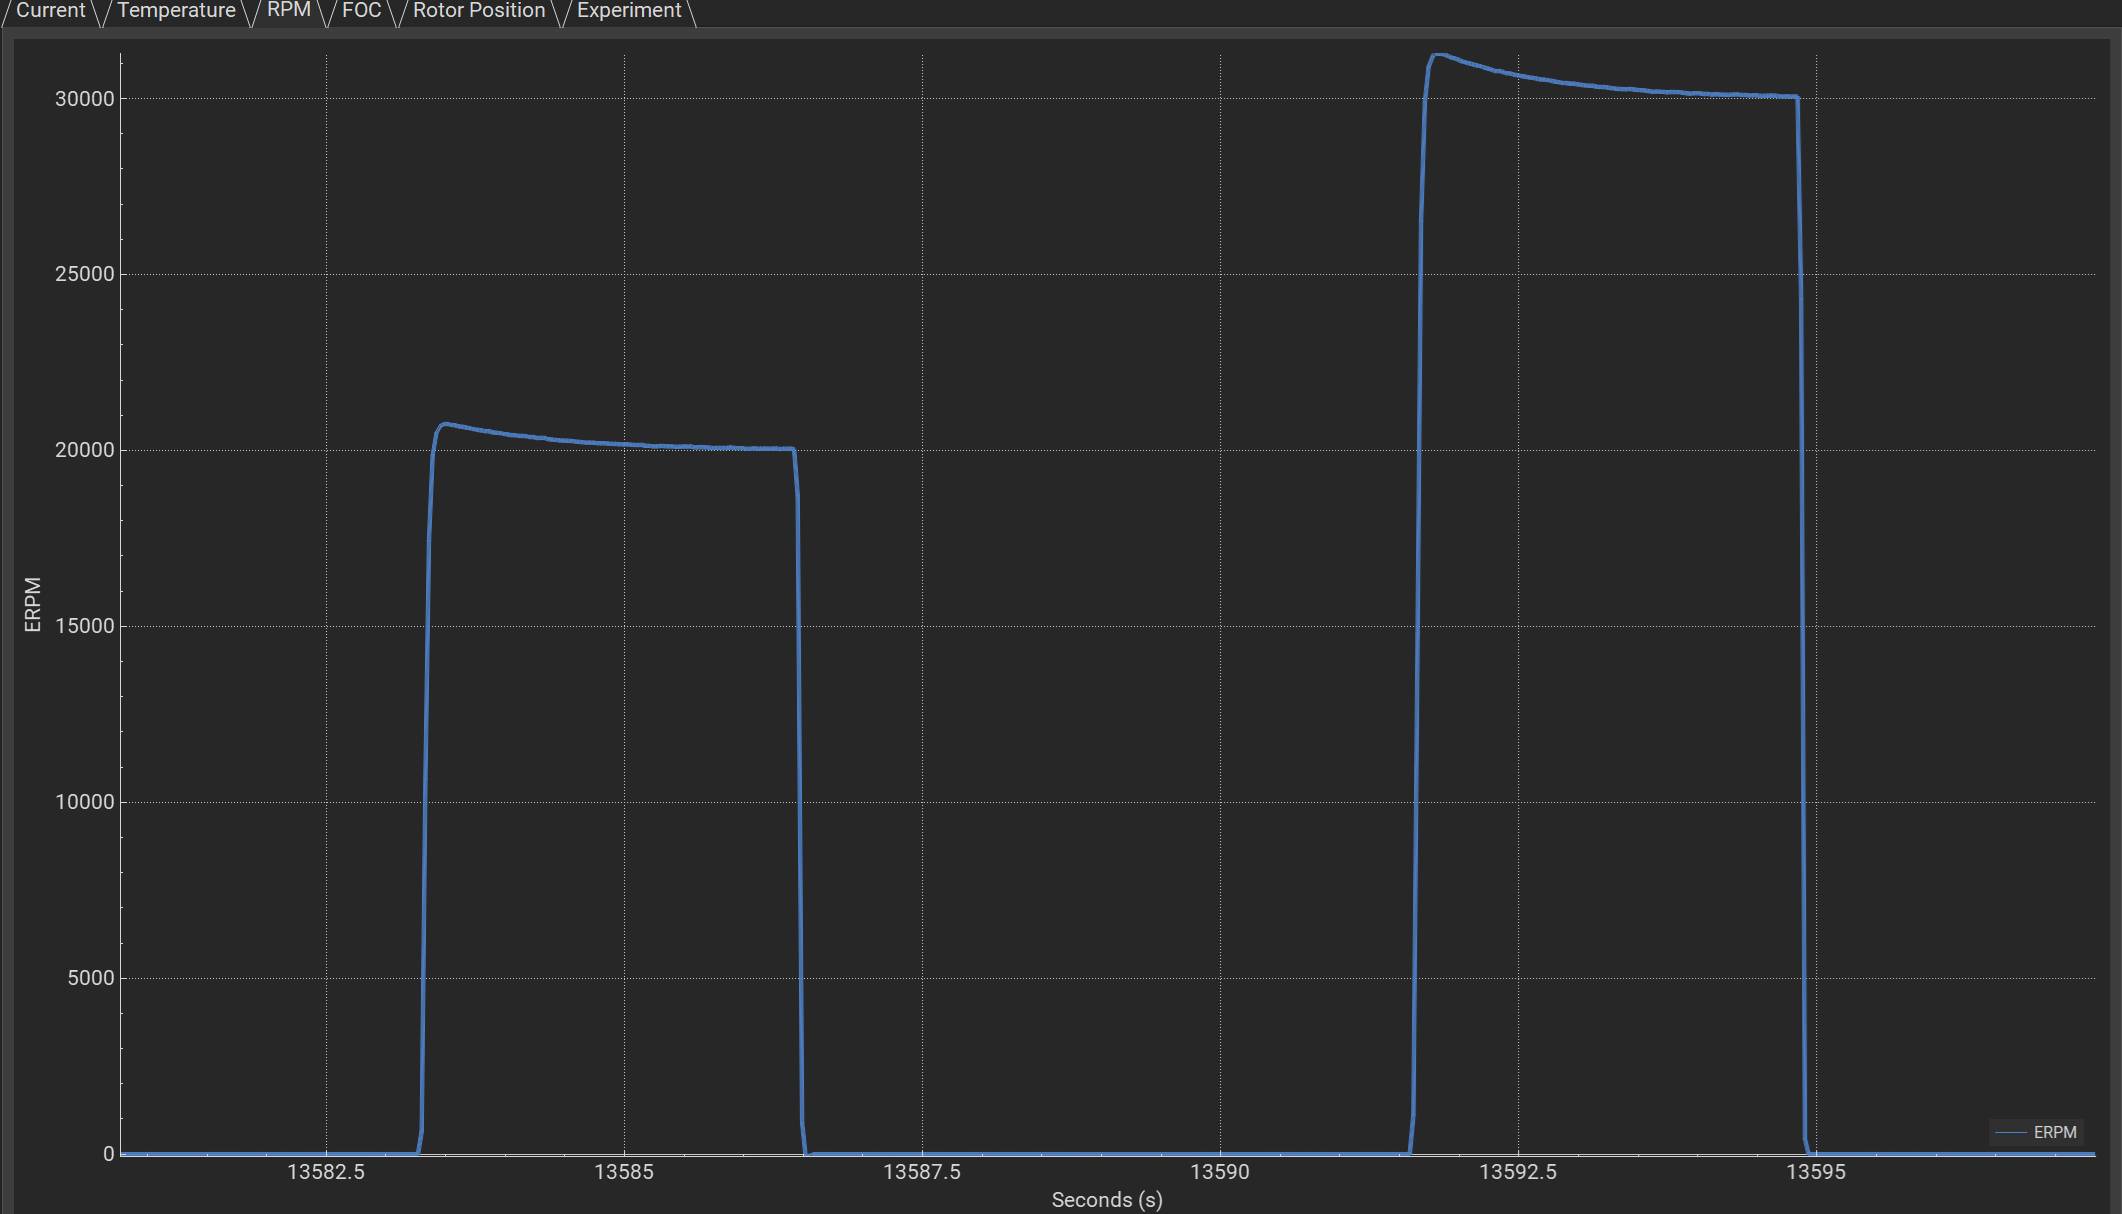 Current Temperature RPM FOC Rotor Position Experiment
30000
25000
20000
15000
10000
5000
0
ERPM
ERPM
13582.5 13585 13587.5 13590 13592.5 13595
Seconds (s)